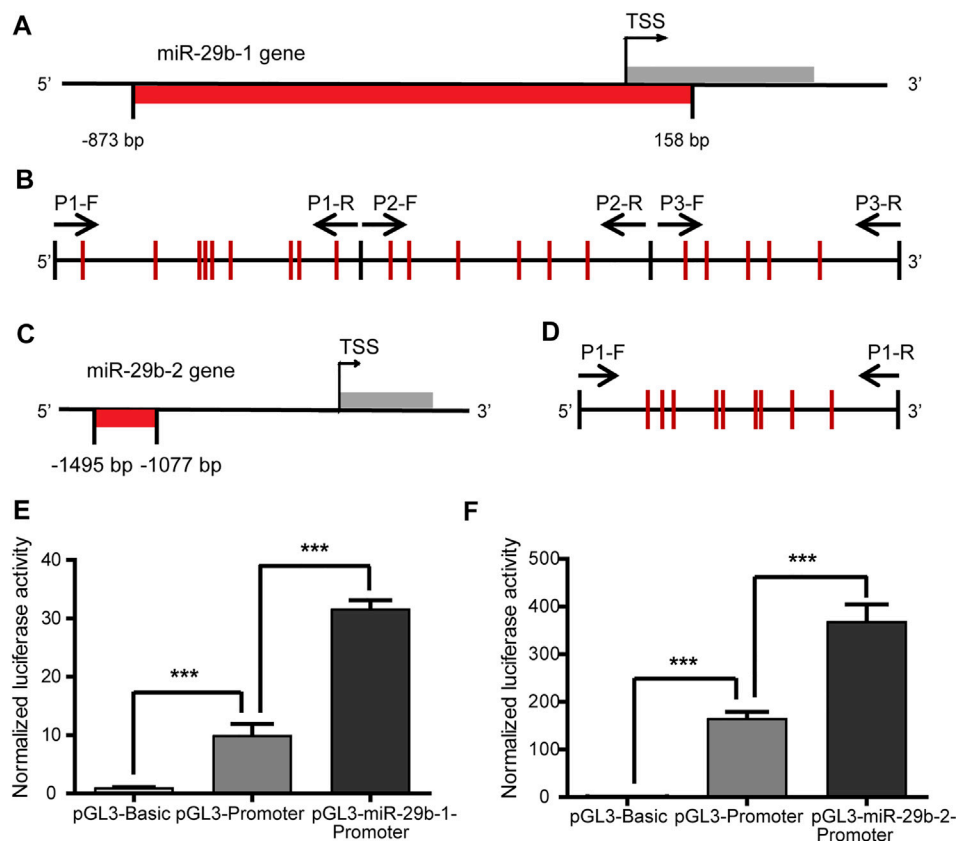 A
miR-29b-1 gene
TSS
5’
3’
-873 bp
158 bp
B
P1-F
P1-R
P2-F
P2-R
P3-F
P3-R
5’
3’
C
miR-29b-2 gene
TSS
5’
3’
-1495 bp
-1077 bp
D
P1-F
P1-R
5’
3’
E
Normalized luciferase activity
40
30
20
10
0
***
***
pGL3-Basic
pGL3-Promoter
pGL3-miR-29b-1-
Promoter
F
Normalized luciferase activity
500
400
300
200
100
0
***
***
pGL3-Basic
pGL3-Promoter
pGL3-miR-29b-2-
Promoter